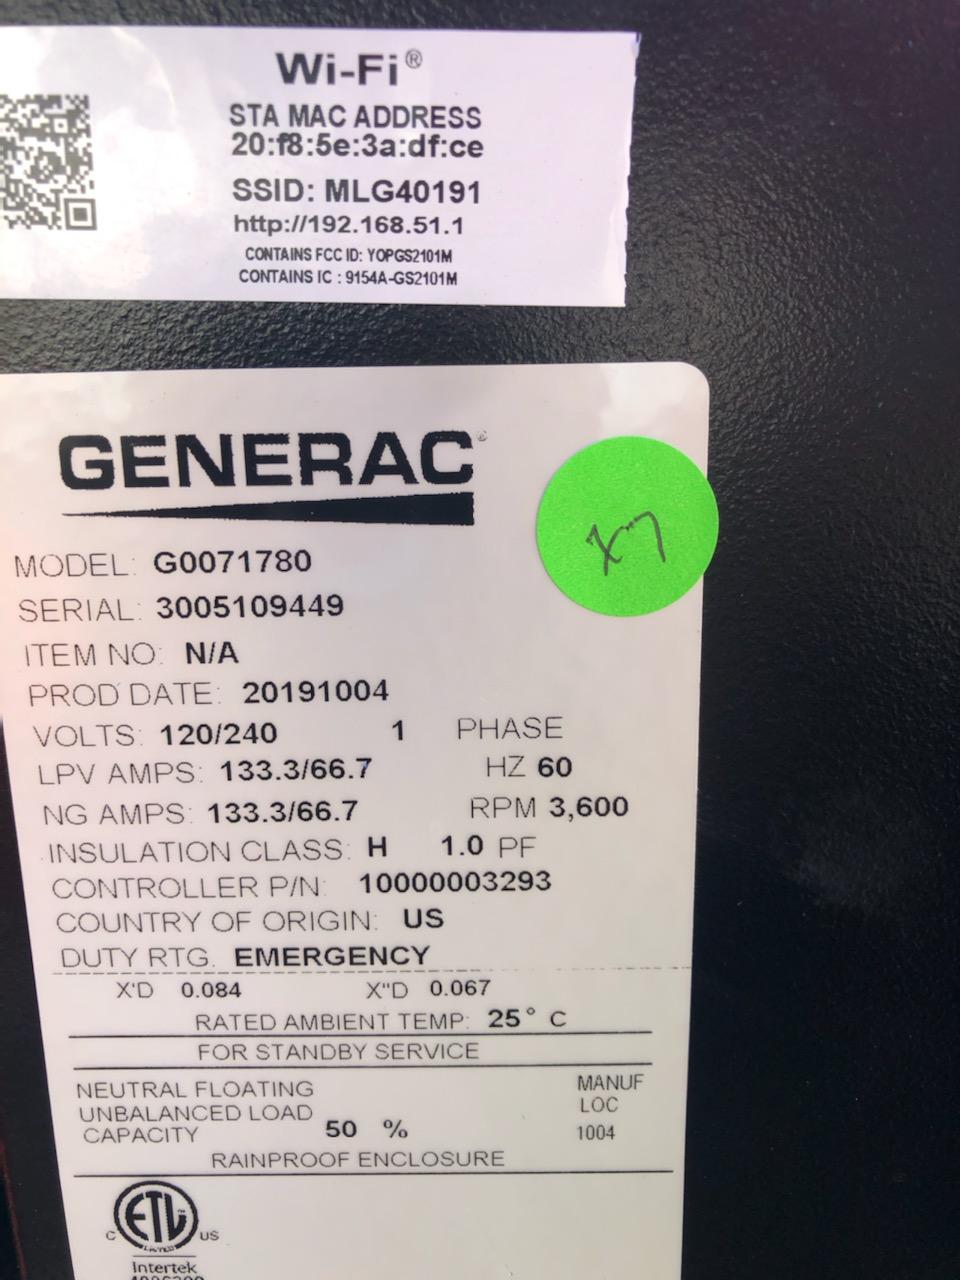 Wi-Fi®
STA MAC ADDRESS
20:f8:5e:3a:df:ce
SSID: MLG40191
http://192.168.51.1
CONTAINS FCC ID: YOPGS2101M
CONTAINS IC : 9154A-GS2101M
GENERAC®
MODEL: G0071780
SERIAL: 3005109449
ITEM NO: N/A
PROD DATE: 20191004
VOLTS: 120/240 1 PHASE
LPV AMPS: 133.3/66.7 HZ 60
NG AMPS: 133.3/66.7 RPM 3,600
INSULATION CLASS: H 1.0 PF
CONTROLLER P/N: 10000003293
COUNTRY OF ORIGIN: US
DUTY RTG. EMERGENCY
X'D 0.084 X"D 0.067
RATED AMBIENT TEMP: 25° C
FOR STANDBY SERVICE
NEUTRAL FLOATING
UNBALANCED LOAD
CAPACITY 50 %
MANUF
LOC
1004
RAINPROOF ENCLOSURE
C ETL US
LISTED
Intertek